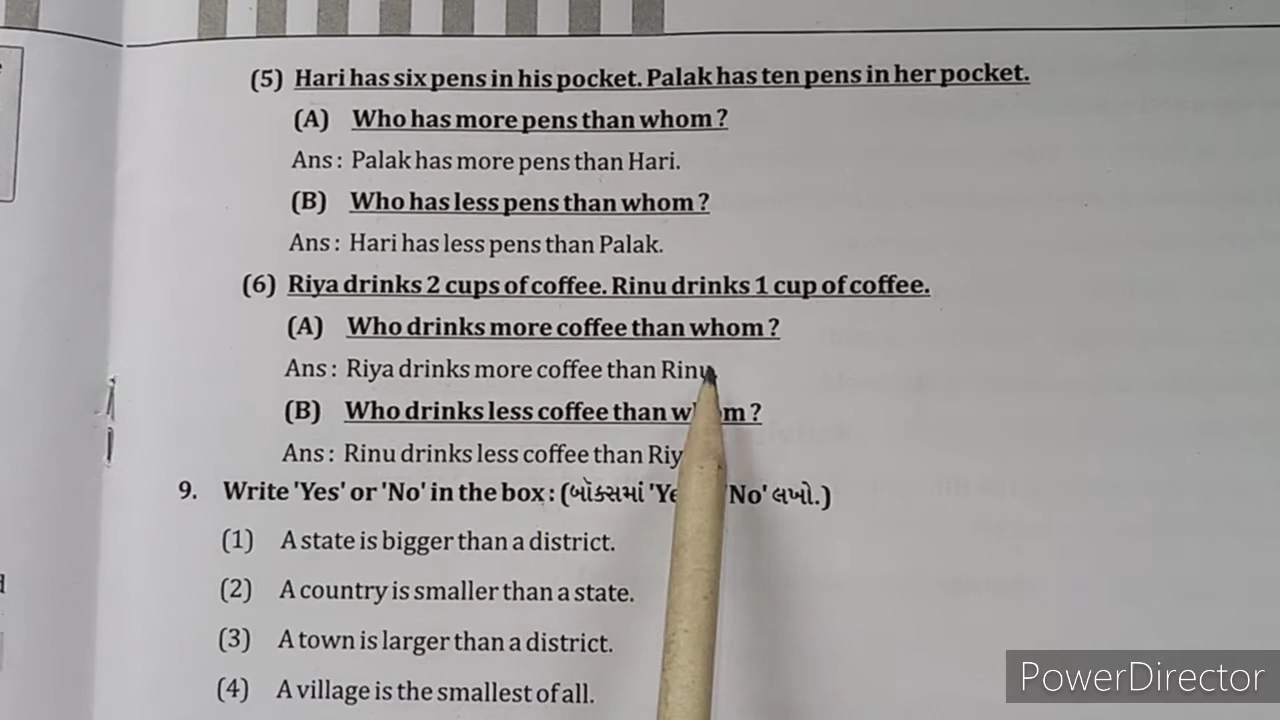 (5) Hari has six pens in his pocket. Palak has ten pens in her pocket.
(A) Who has more pens than whom ?
Ans : Palak has more pens than Hari.
(B) Who has less pens than whom ?
Ans : Hari has less pens than Palak.
(6) Riya drinks 2 cups of coffee. Rinu drinks 1 cup of coffee.
(A) Who drinks more coffee than whom ?
Ans : Riya drinks more coffee than Rinu
(B) Who drinks less coffee than whom ?
Ans : Rinu drinks less coffee than Riy
9. Write 'Yes' or 'No' in the box : (બોક્સમાં 'Ye 'No' લખો.)
(1) A state is bigger than a district.
(2) A country is smaller than a state.
(3) A town is larger than a district.
(4) A village is the smallest of all.
PowerDirector